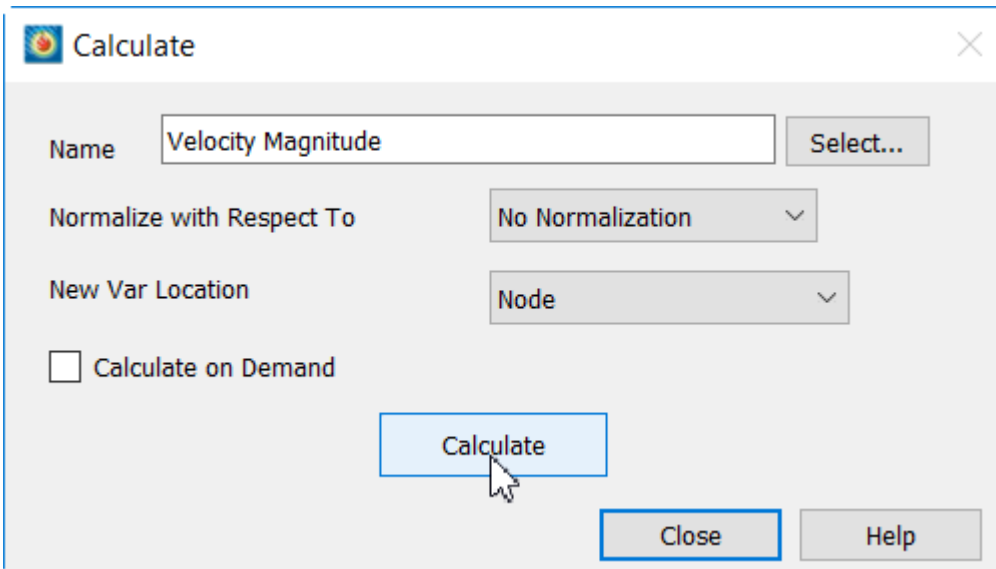 Calculate
Name Velocity Magnitude Select...
Normalize with Respect To No Normalization
New Var Location Node
Calculate on Demand
Calculate
Close Help